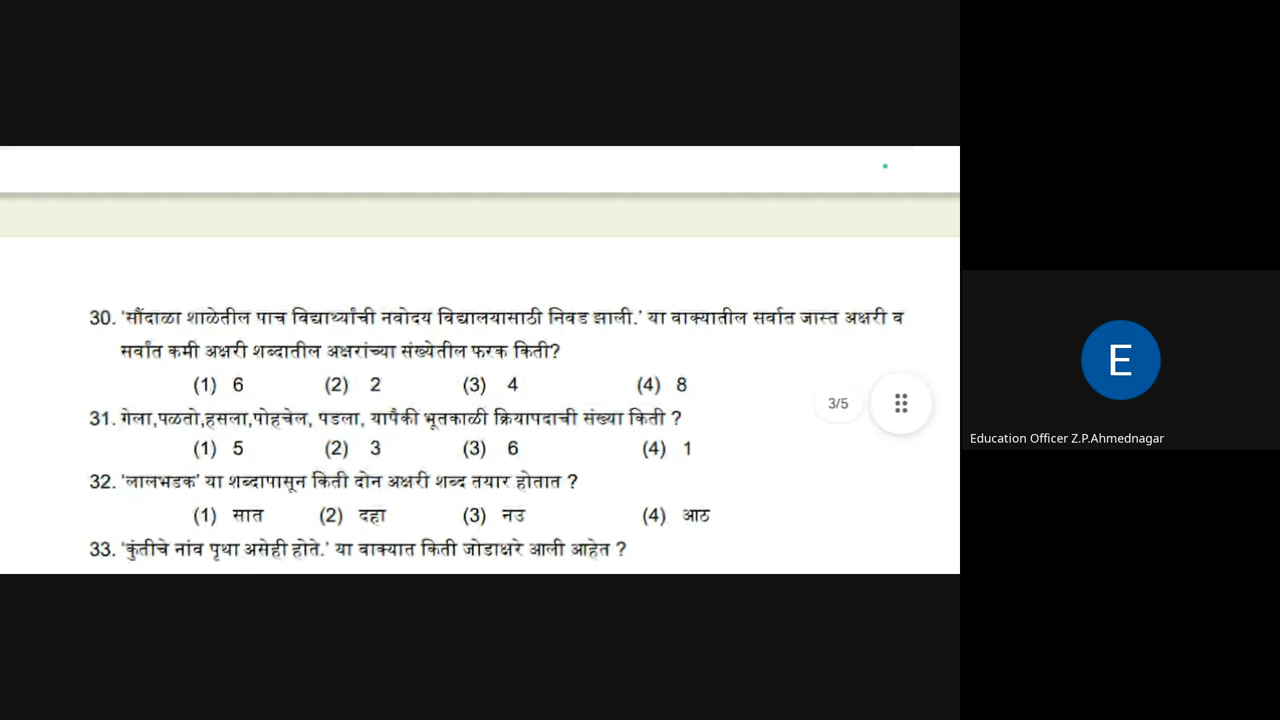 30. 'सौंदाळा शाळेतील पाच विद्यार्थ्यांची नवोदय विद्यालयासाठी निवड झाली.' या वाक्यातील सर्वात जास्त अक्षरी व
सर्वांत कमी अक्षरी शब्दातील अक्षरांच्या संख्येतील फरक किती?
(1) 6 (2) 2 (3) 4 (4) 8
3/5
31. गेला,पळतो,हसला,पोहचेल, पडला, यापैकी भूतकाळी क्रियापदाची संख्या किती ?
(1) 5 (2) 3 (3) 6 (4) 1
32. 'लालभडक' या शब्दापासून किती दोन अक्षरी शब्द तयार होतात ?
(1) सात (2) दहा (3) नउ (4) आठ
33. 'कुंतीचे नांव पृथा असेही होते.' या वाक्यात किती जोडाक्षरे आली आहेत ?
E
Education Officer Z.P.Ahmednagar